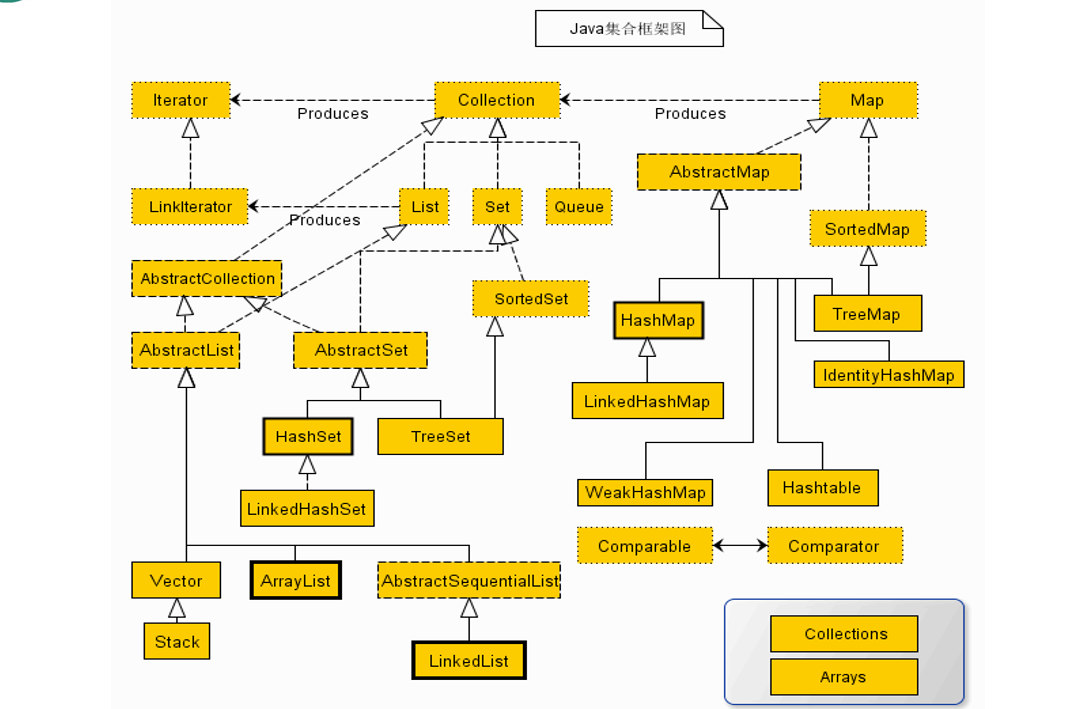 Java集合框架图
Iterator
Produces
Collection
Produces
Map
AbstractMap
LinkIterator
Produces
List
Set
Queue
SortedMap
AbstractCollection
SortedSet
TreeMap
HashMap
AbstractList
AbstractSet
IdentityHashMap
LinkedHashMap
HashSet
TreeSet
WeakHashMap
Hashtable
LinkedHashSet
Comparable
Comparator
Vector
ArrayList
AbstractSequentialList
Stack
LinkedList
Collections
Arrays